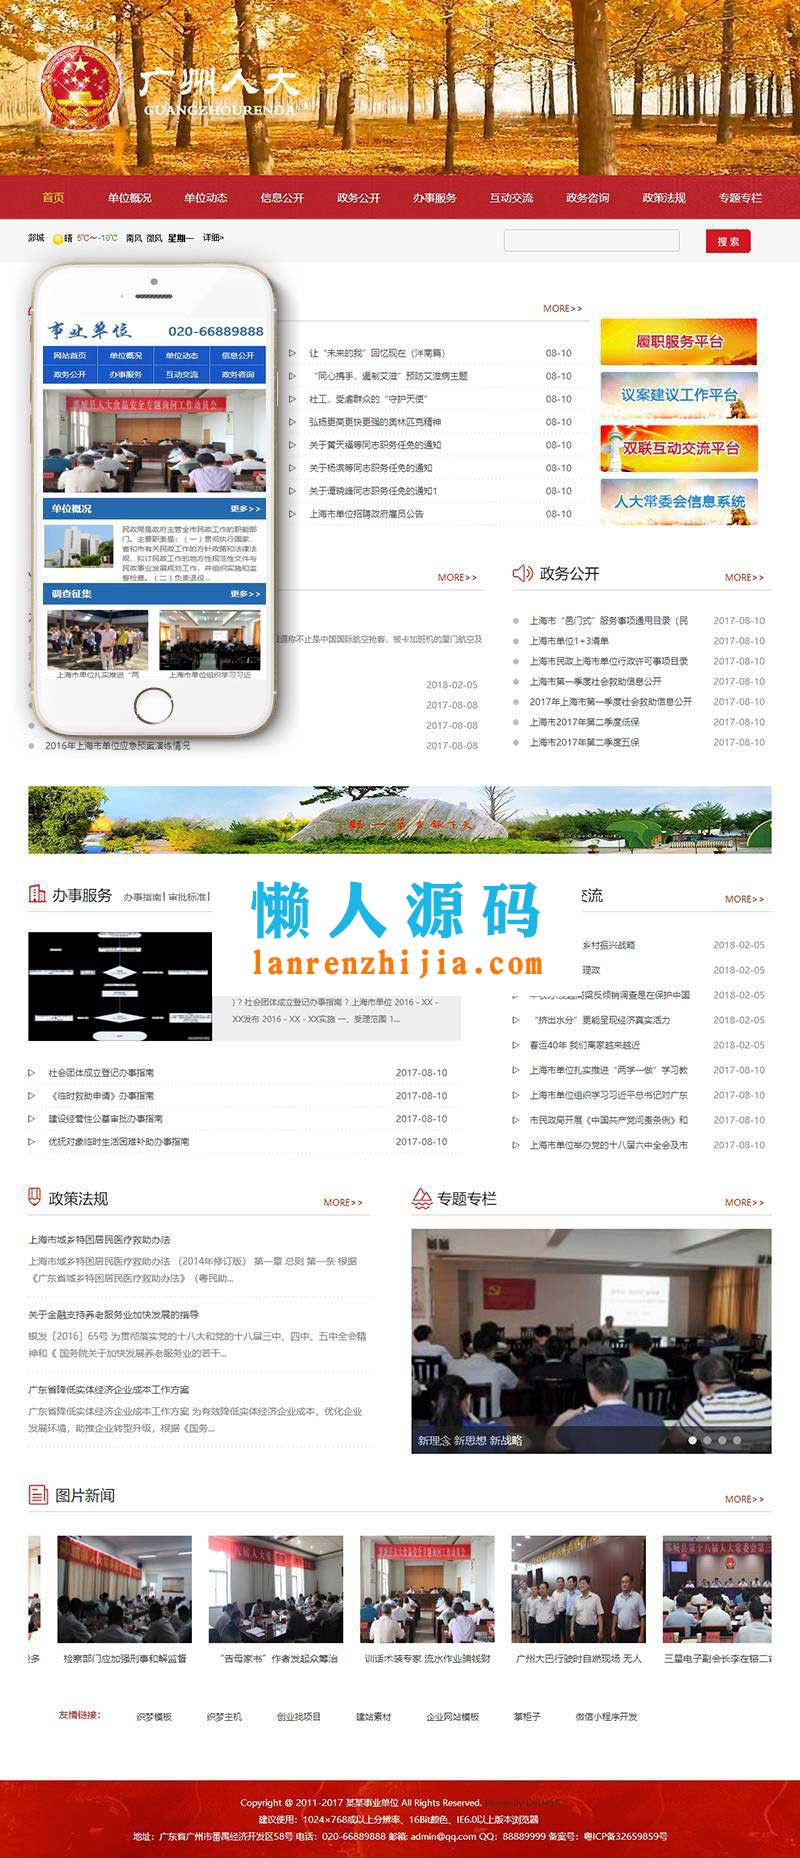 广州人大
GUANGZHOURENDA
首页 单位概况 单位动态 信息公开 政务公开 办事服务 互动交流 政务咨询 政策法规 专题专栏
郯城 晴 5℃～-10℃ 南风 微风 星期一 详细»
搜 索
事业单位 020-66889888
网站首页 单位概况 单位动态 信息公开
政务公开 办事服务 互动交流 政务咨询
郯城县人大食品安全专题询问工作动员会
单位概况 更多>>
民政局是政府主管全市民政工作的职能部
门。主要职责是：（一）贯彻执行国家、
省和市有关民政工作的方针政策和法律法
规，拟订民政工作的地方性规范性文件与
民政事业发展规划工作，并组织实施和监
督检查。（二）负责退役...
调查征集 更多>>
上海市单位扎实推进“两
上海市单位组织学习习近
MORE>>
让“未来的我”回忆现在（洋南篇） 08-10
“同心携手，遏制艾滋”预防艾滋病主题 08-10
社工，受虐群众的“守护天使” 08-10
弘扬更高更快更强的奥林匹克精神 08-10
关于黄天福等同志职务任免的通知 08-10
关于杨滨等同志职务任免的通知 08-10
关于谭晓峰同志职务任免的通知1 08-10
上海市单位招聘政府雇员公告 08-10
履职服务平台
议案建议工作平台
双联互动交流平台
人大常委会信息系统
MORE>>
称不止是中国国际航空抢客、被卡加班机的厦门航空及
2018-02-05
2017-08-08
2017-08-08
2016年上海市单位应急预案演练情况 2017-08-08
政务公开 MORE>>
上海市“邑门式”服务事项通用目录（民 2017-08-10
上海市单位1+3清单 2017-08-10
上海市民政上海市单位行政许可事项目录 2017-08-10
上海市第一季度社会救助信息公开 2017-08-10
2017年上海市第一季度社会救助信息公开 2017-08-10
上海市2017年第二季度低保 2017-08-10
上海市2017年第二季度五保 2017-08-10
办事服务 办事指南| 审批标准|
懒人源码
lanrenzhijia.com
)？社会团体成立登记办事指南？上海市单位 2016 - XX -
XX发布 2016 - XX - XX实施 一、受理范围 1...
社会团体成立登记办事指南 2017-08-10
《临时救助申请》办事指南 2017-08-10
建设经营性公墓审批办事指南 2017-08-10
优抚对象临时生活困难补助办事指南 2017-08-10
交流 MORE>>
乡村振兴战略 2018-02-05
理政 2018-02-05
梁反倾销调查是在保护中国 2018-02-05
“挤出水分”更能呈现经济真实活力 2018-02-05
春运40年 我们离家越来越近 2018-02-05
上海市单位扎实推进“两学一做”学习教 2017-08-10
上海市单位组织学习习近平总书记对广东 2017-08-10
市民政局开展《中国共产党问责条例》和 2017-08-10
上海市单位举办党的十八届六中全会及市 2017-08-10
政策法规 MORE>>
上海市城乡特困居民医疗救助办法
上海市城乡特困居民医疗救助办法 （2014年修订版） 第一章 总则 第一条 根据
《广东省城乡特困居民医疗救助办法》（粤民助...
关于金融支持养老服务业加快发展的指导
银发［2016］65号 为贯彻落实党的十八大和党的十八届三中、四中、五中全会精
神和《 国务院关于加快发展养老服务业的若干...
广东省降低实体经济企业成本工作方案
广东省降低实体经济企业成本工作方案 为有效降低实体经济企业成本，优化企业
发展环境，助推企业转型升级，根据《国务...
专题专栏 MORE>>
新理念 新思想 新战略
图片新闻 MORE>>
检察部门应加强刑事和解监督
“告母家书”作者发起众筹治
训话术装专家 流水作业骗钱财
广州大巴行驶时自燃现场 无人
三星电子副会长李在镕二
友情链接： 织梦模板 织梦主机 创业找项目 建站素材 企业网站模板 掌柜子 微信小程序开发
Copyright @ 2011-2017 某某事业单位 All Rights Reserved.
建议使用：1024×768或以上分辨率、16Bit颜色、IE6.0以上版本浏览器
地址：广东省广州市番禺经济开发区58号 电话：020-66889888 邮箱: admin@qq.com QQ：88889999 备案号：粤ICP备32659859号